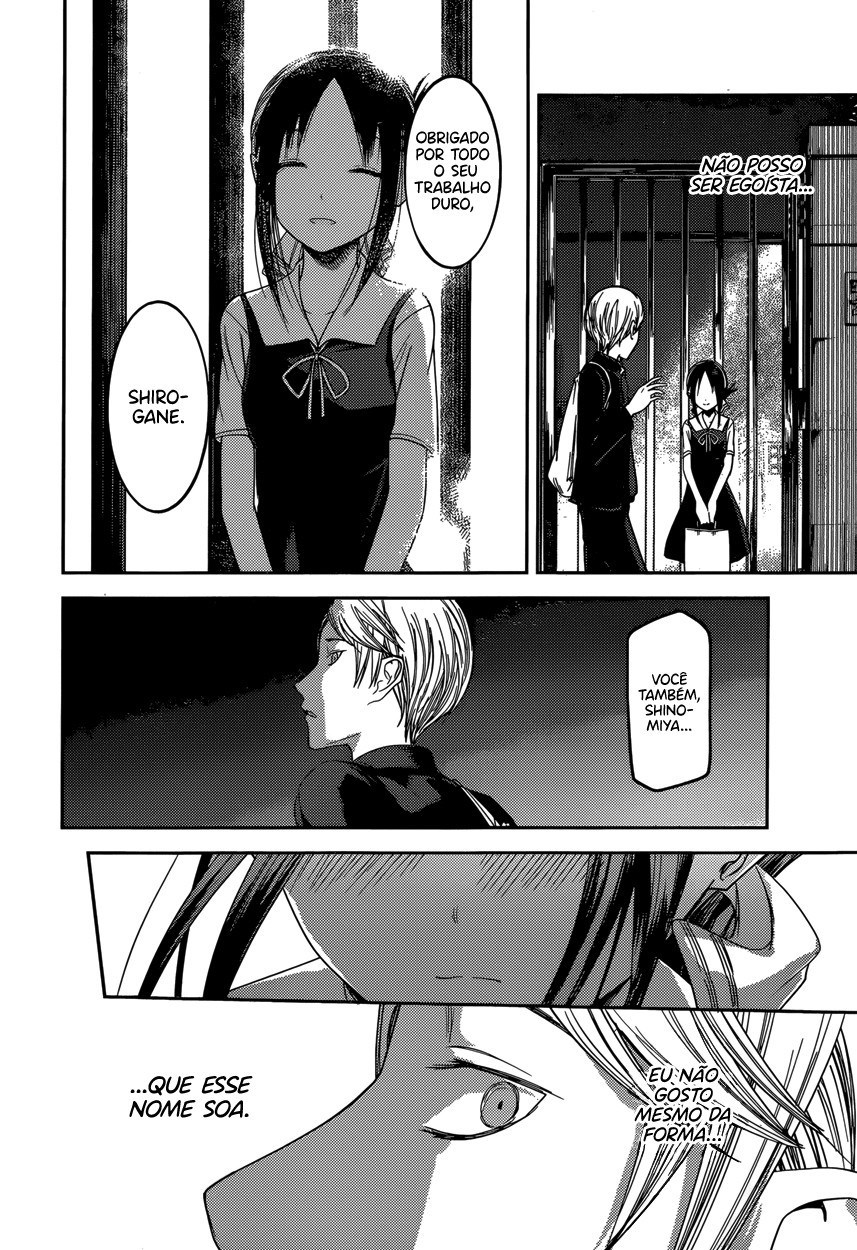 NÃO POSSO
SER EGOÍSTA...
OBRIGADO
POR TODO
O SEU
TRABALHO
DURO,
SHIRO-
GANE.
VOCÊ
TAMBÉM,
SHINO-
MIYA...
EU NÃO
GOSTO
MESMO DA
FORMA...!!
...QUE ESSE
NOME SOA.